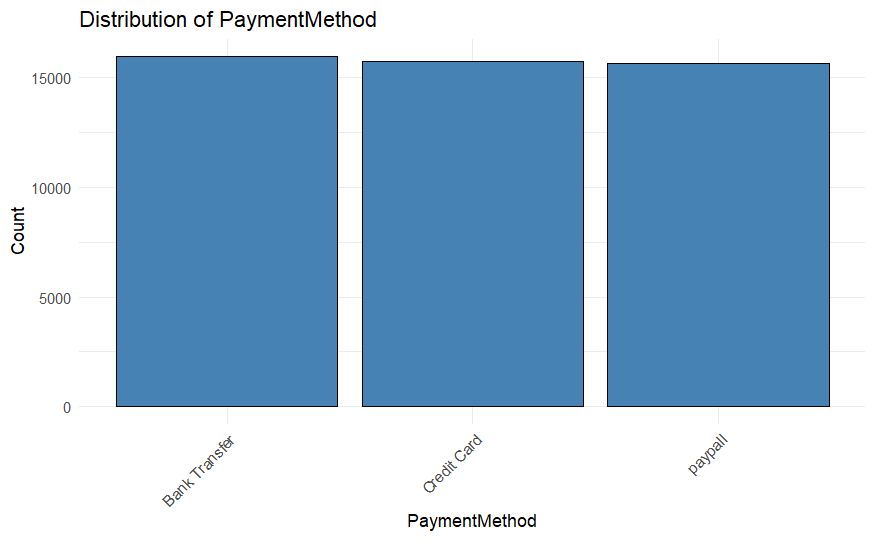 Distribution of PaymentMethod
15000
10000
5000
0
Count
Bank Transfer
Credit Card
paypall
PaymentMethod